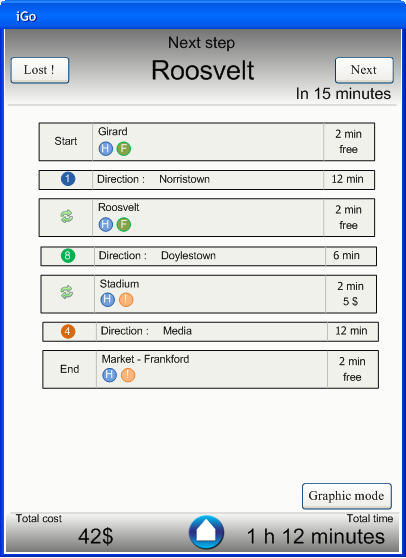 iGo
Next step
Lost !
Roosvelt
Next
In 15 minutes
Start
Girard
H F
2 min
free
1 Direction : Norristown 12 min
Roosvelt
H F
2 min
free
8 Direction : Doylestown 6 min
Stadium
H !
2 min
5 $
4 Direction : Media 12 min
End
Market - Frankford
H !
2 min
free
Graphic mode
Total cost
42$
Total time
1 h 12 minutes